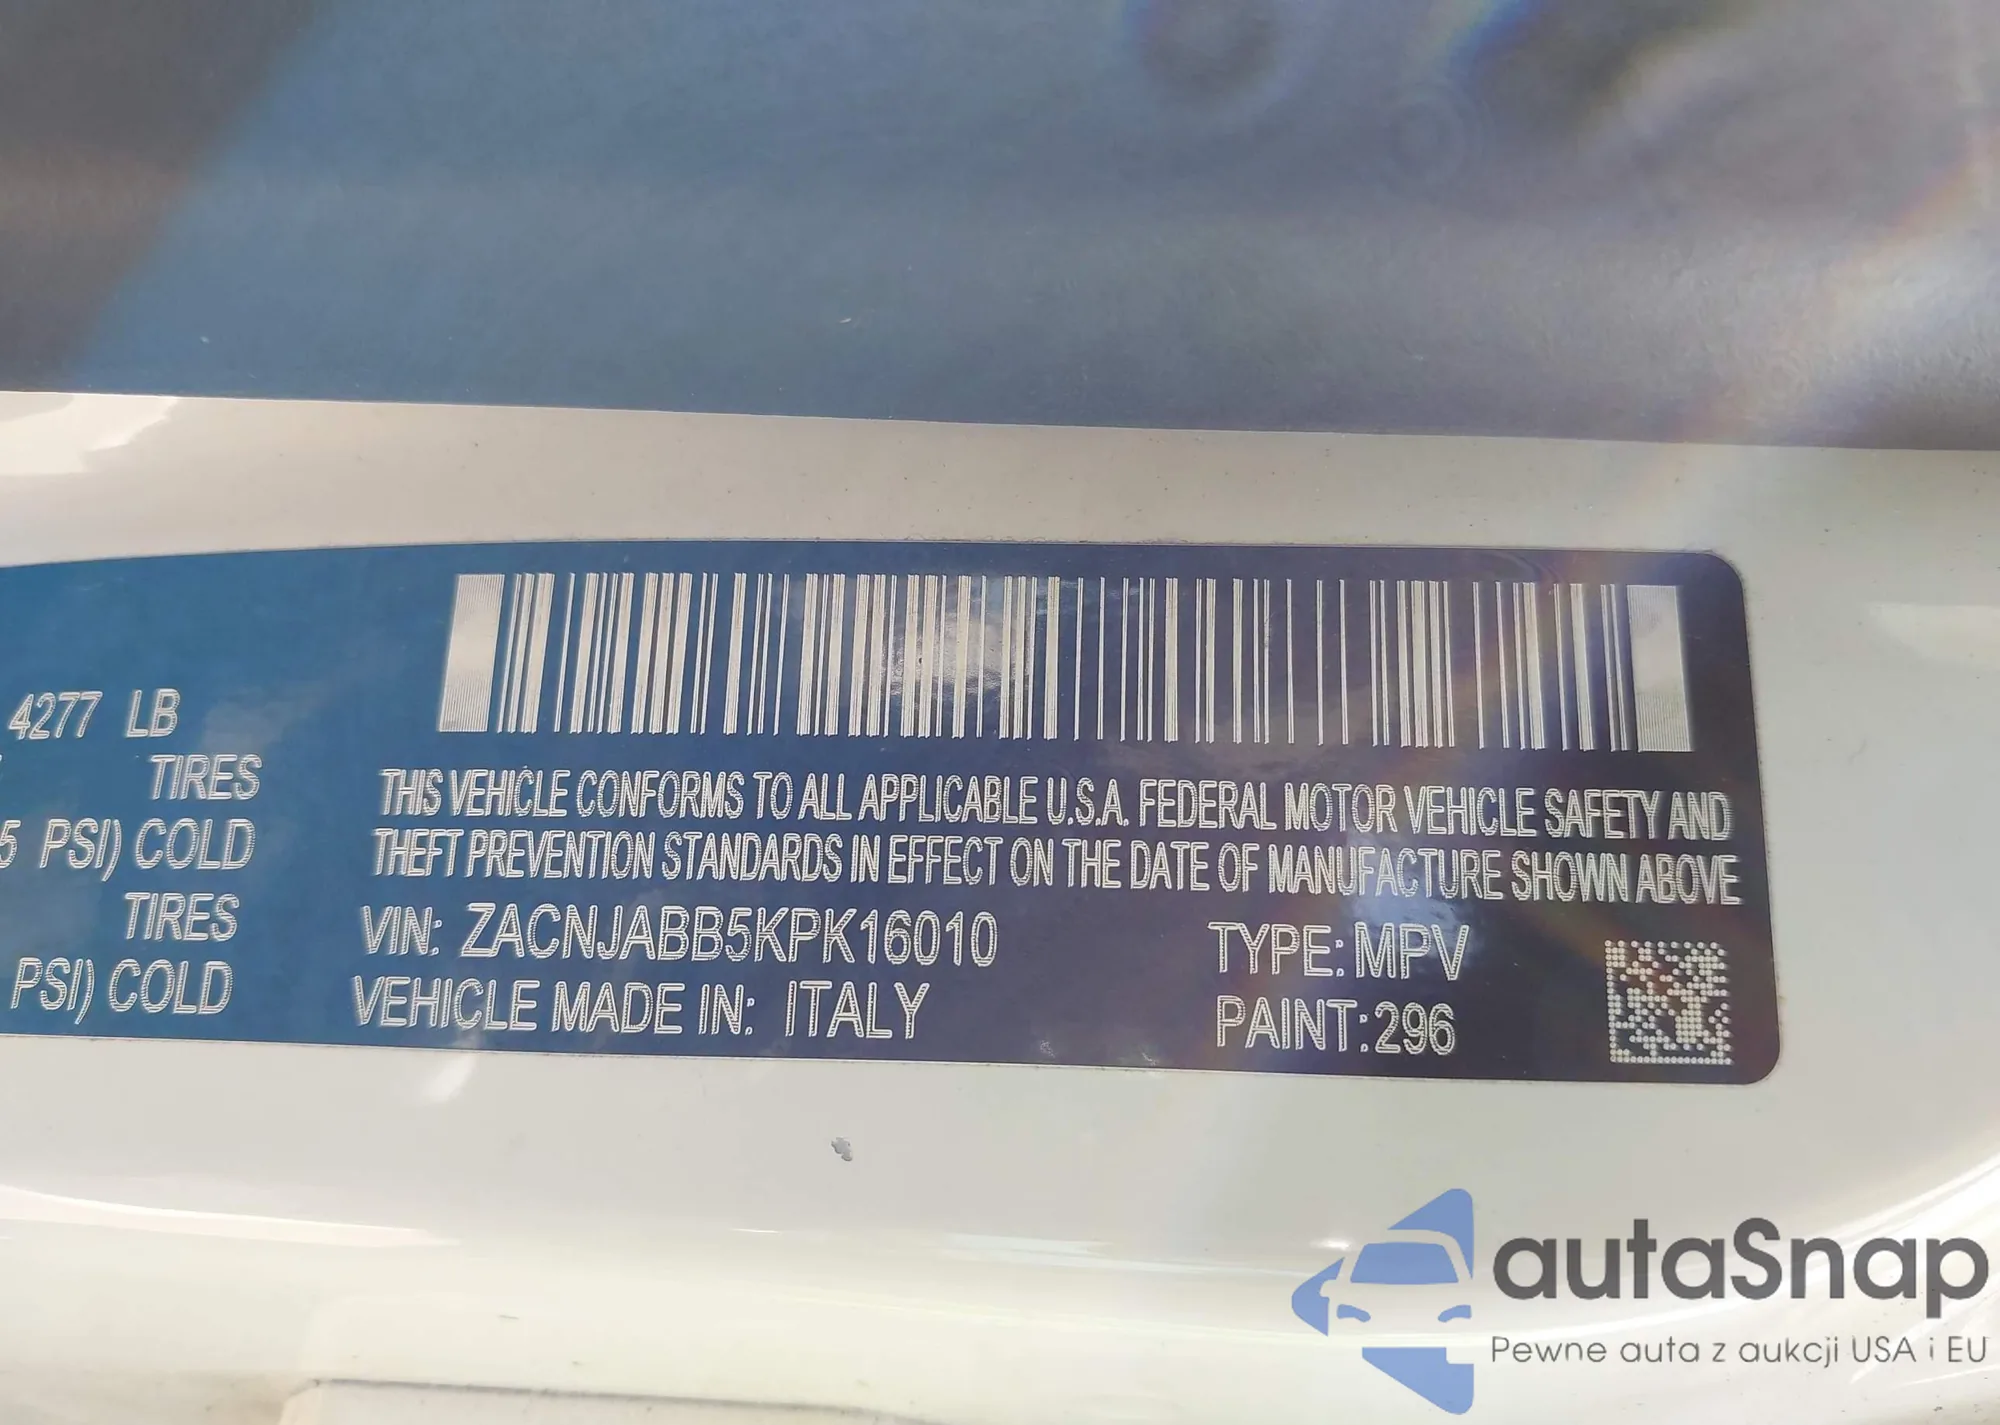 4277 LB
TIRES
5 PSI) COLD
TIRES
PSI) COLD
THIS VEHICLE CONFORMS TO ALL APPLICABLE U.S.A. FEDERAL MOTOR VEHICLE SAFETY AND
THEFT PREVENTION STANDARDS IN EFFECT ON THE DATE OF MANUFACTURE SHOWN ABOVE
VIN: ZACNJABB5KPK16010
TYPE: MPV
VEHICLE MADE IN: ITALY
PAINT: 296
autaSnap
Pewne auta z aukcji USA i EU